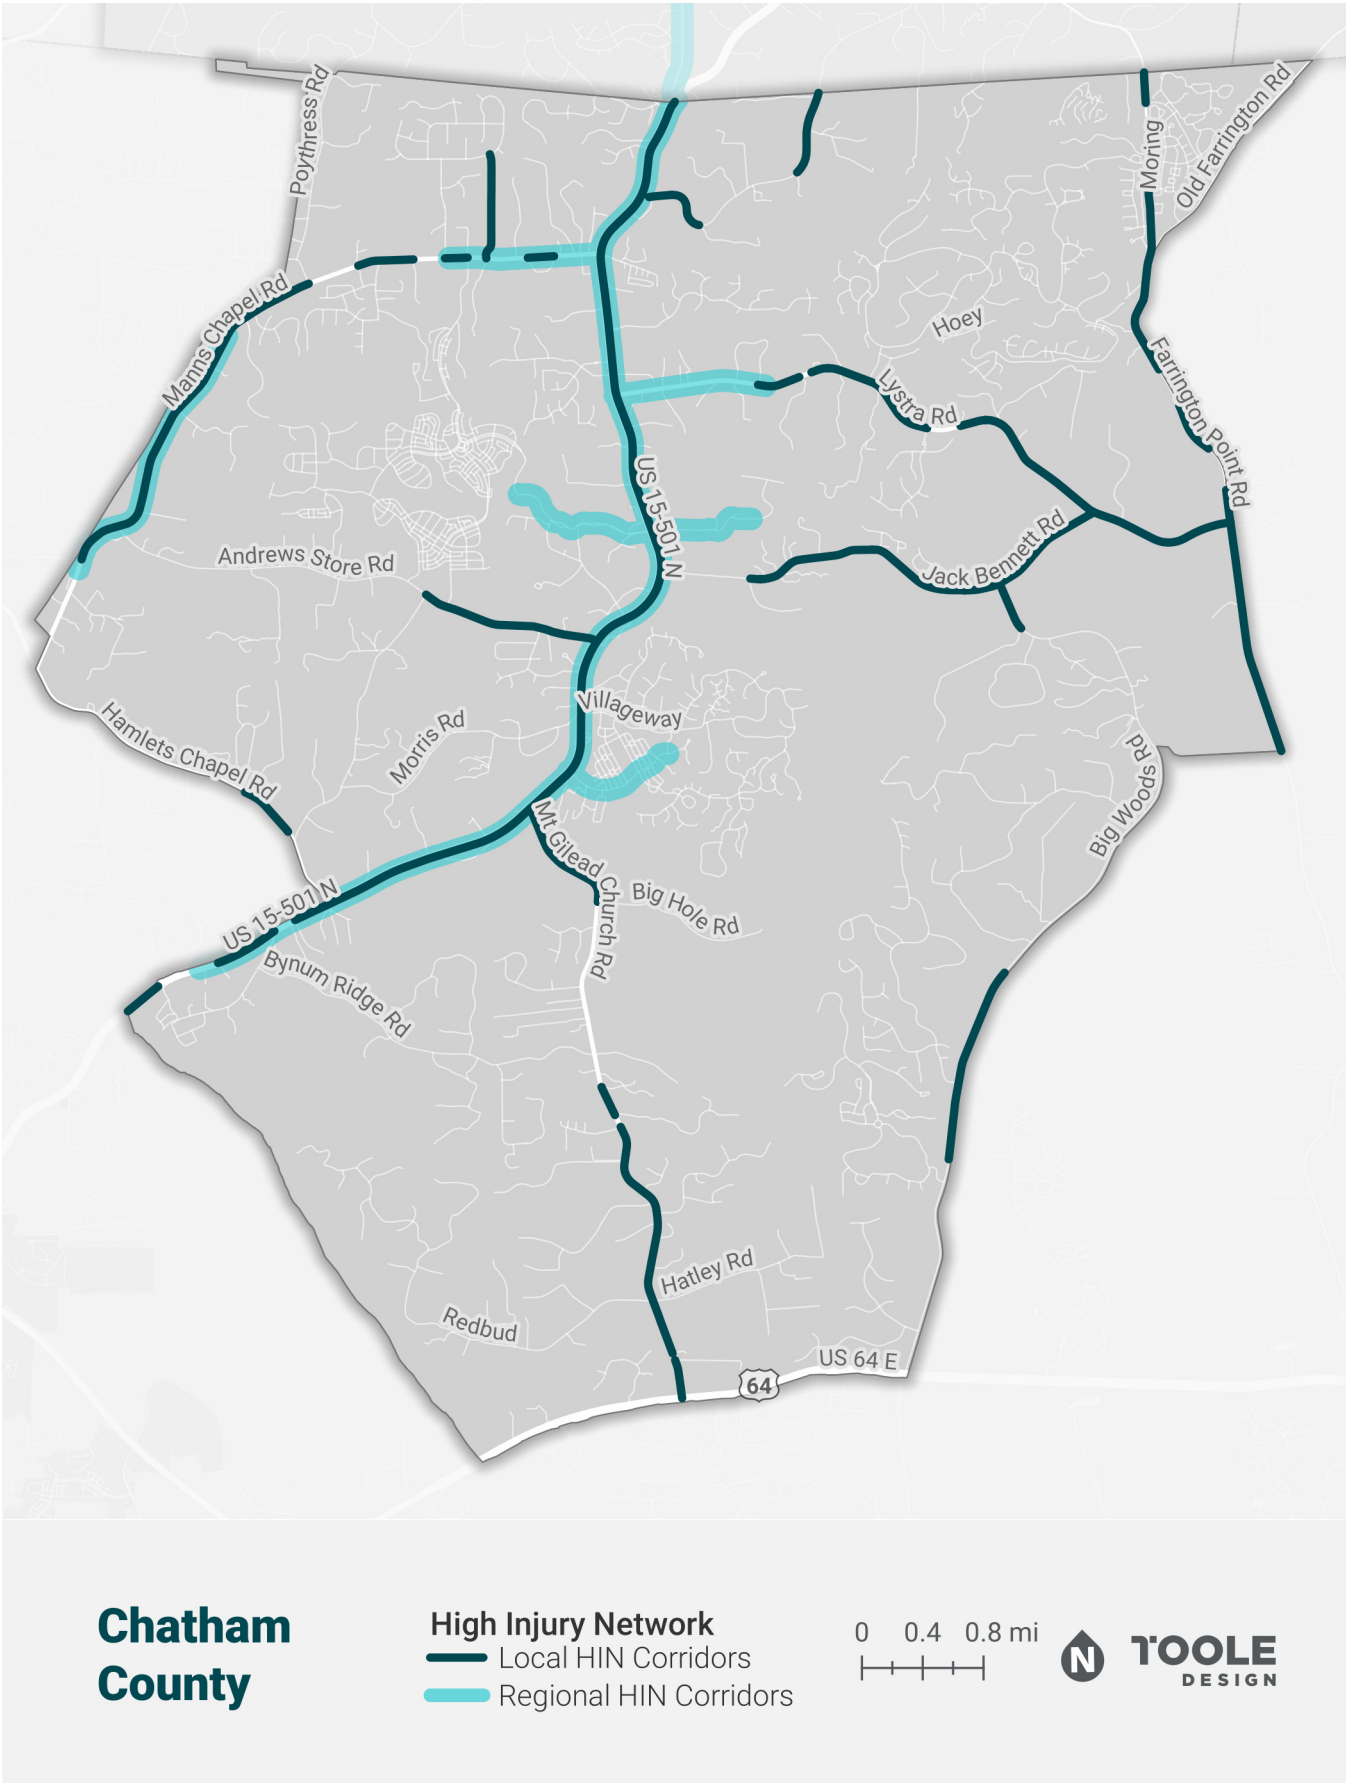 Poythress Rd
Moring
Old Farrington Rd
Manns Chapel Rd
Hoey
Lystra Rd
Farrington Point Rd
US 15-501 N
Andrews Store Rd
Jack Bennett Rd
Villageway
Hamlets Chapel Rd
Morris Rd
Big Woods Rd
Mt Gilead Church Rd
Big Hole Rd
US 15-501 N
Bynum Ridge Rd
Hatley Rd
Redbud
US 64 E
64
Chatham
County
High Injury Network
Local HIN Corridors
Regional HIN Corridors
0 0.4 0.8 mi
N
TOOLE
DESIGN